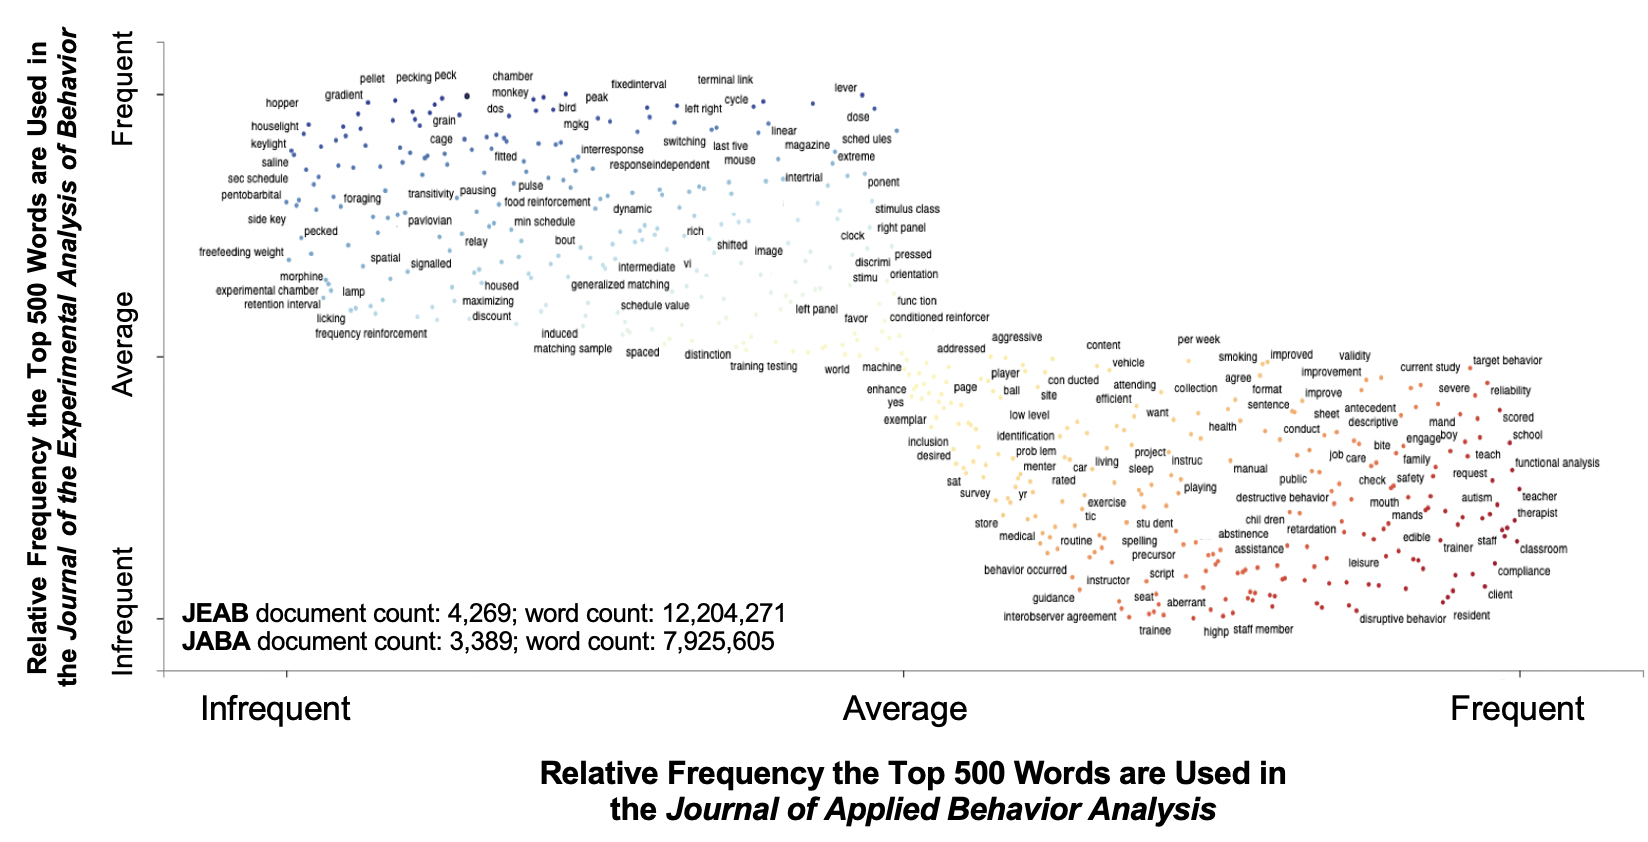 Relative Frequency the Top 500 Words are Used in
the Journal of the Experimental Analysis of Behavior
Frequent
Average
Infrequent
pellet pecking peck chamber fixedinterval terminal link
gradient monkey lever
hopper dos bird peak left right cycle
houselight grain mgkg dose
keylight cage switching last five linear magazine sched ules
saline fitted interresponse responseindependent mouse extreme
sec schedule intertrial ponent
pentobarbital foraging transitivity pausing pulse food reinforcement
side key pavlovian min schedule dynamic stimulus class
pecked relay bout rich clock right panel
freefeeding weight spatial signalled shifted image pressed
morphine intermediate vi discrimi orientation
experimental chamber lamp housed generalized matching stimu
retention interval maximizing schedule value left panel func tion
licking discount favor conditioned reinforcer
frequency reinforcement induced
matching sample spaced distinction
training testing world machine
aggressive
addressed content per week
smoking improved validity
player vehicle improvement current study target behavior
enhance page ball con ducted attending collection agree format improve severe reliability
yes site efficient sentence antecedent
exemplar low level want sheet descriptive mand scored
inclusion identification health conduct engage boy school
desired prob lem project bite
menter car living sleep instruc manual job care family teach functional analysis
sat rated public check safety request
survey yr exercise playing destructive behavior mouth autism teacher
store tic stu dent chil dren mands therapist
medical routine spelling abstinence retardation edible staff
precursor assistance trainer classroom
behavior occurred instructor script leisure compliance
guidance seat aberrant client
interobserver agreement disruptive behavior resident
trainee highp staff member
JEAB document count: 4,269; word count: 12,204,271
JABA document count: 3,389; word count: 7,925,605
Infrequent
Average
Frequent
Relative Frequency the Top 500 Words are Used in
the Journal of Applied Behavior Analysis